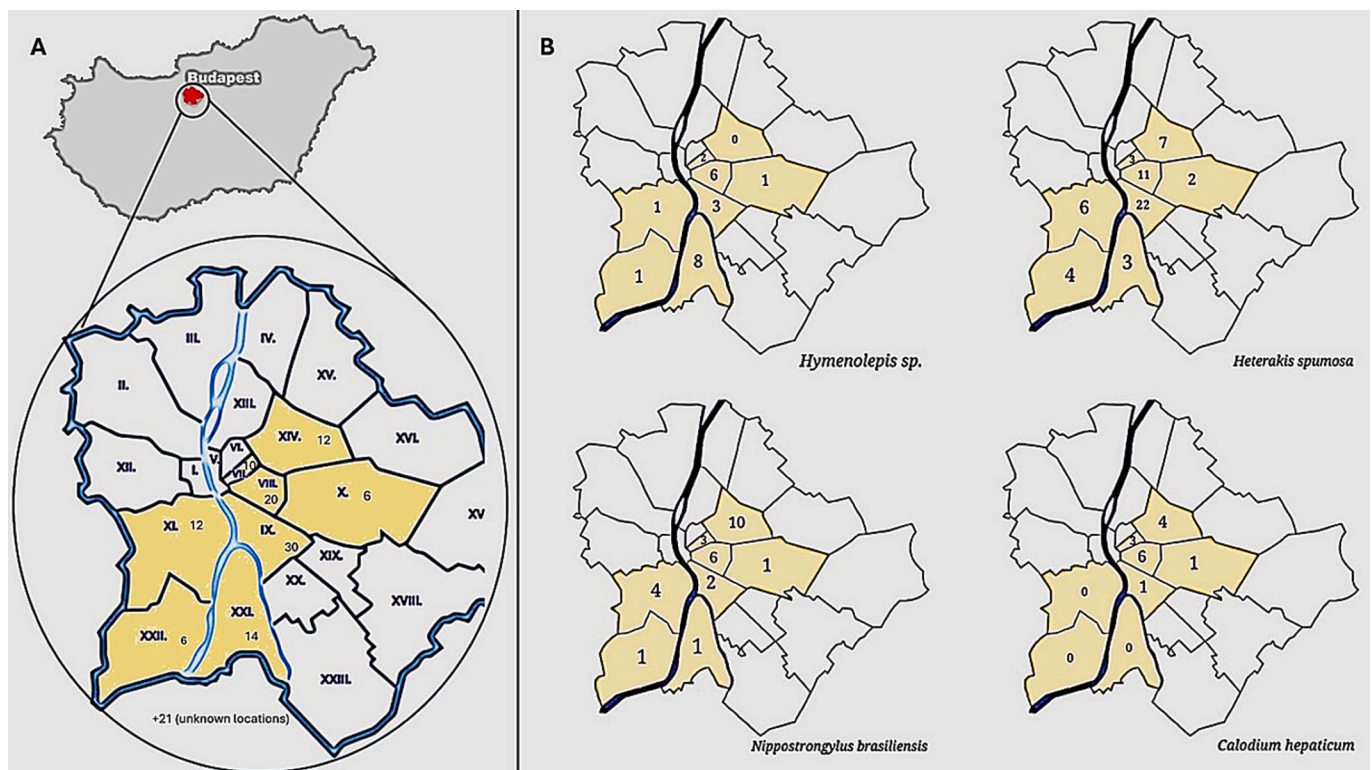 A
Budapest
III.
IV.
II.
XV.
XIII.
XIV. 12
XVI.
XII.
I.
V.
VI.
VII. 10
VIII.
20
X. 6
XV
XI. 12
IX.
30
XIX.
XX.
XVIII.
XXI.
14
XXII. 6
XXIII.
+21 (unknown locations)
B
0
2
6
1
1
3
1
8
Hymenolepis sp.
7
3
11
2
6
22
4
3
Heterakis spumosa
10
3
6
1
4
2
1
1
Nippostrongylus brasiliensis
4
3
6
1
0
1
0
0
Calodium hepaticum